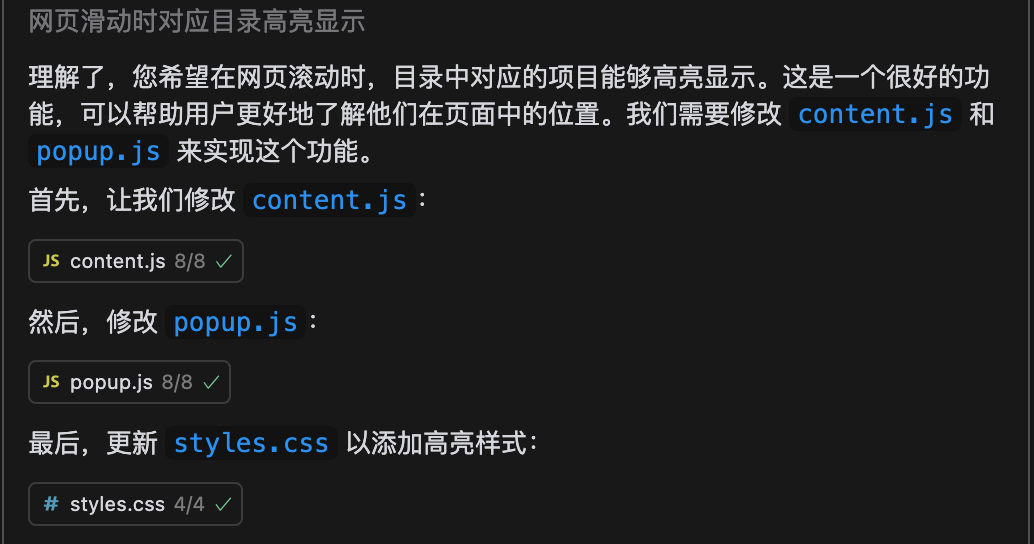 网页滑动时对应目录高亮显示
理解了，您希望在网页滚动时，目录中对应的项目能够高亮显示。这是一个很好的功
能，可以帮助用户更好地了解他们在页面中的位置。我们需要修改 content.js 和
popup.js 来实现这个功能。
首先，让我们修改 content.js：
JS content.js 8/8 ✓
然后，修改 popup.js：
JS popup.js 8/8 ✓
最后，更新 styles.css 以添加高亮样式：
# styles.css 4/4 ✓